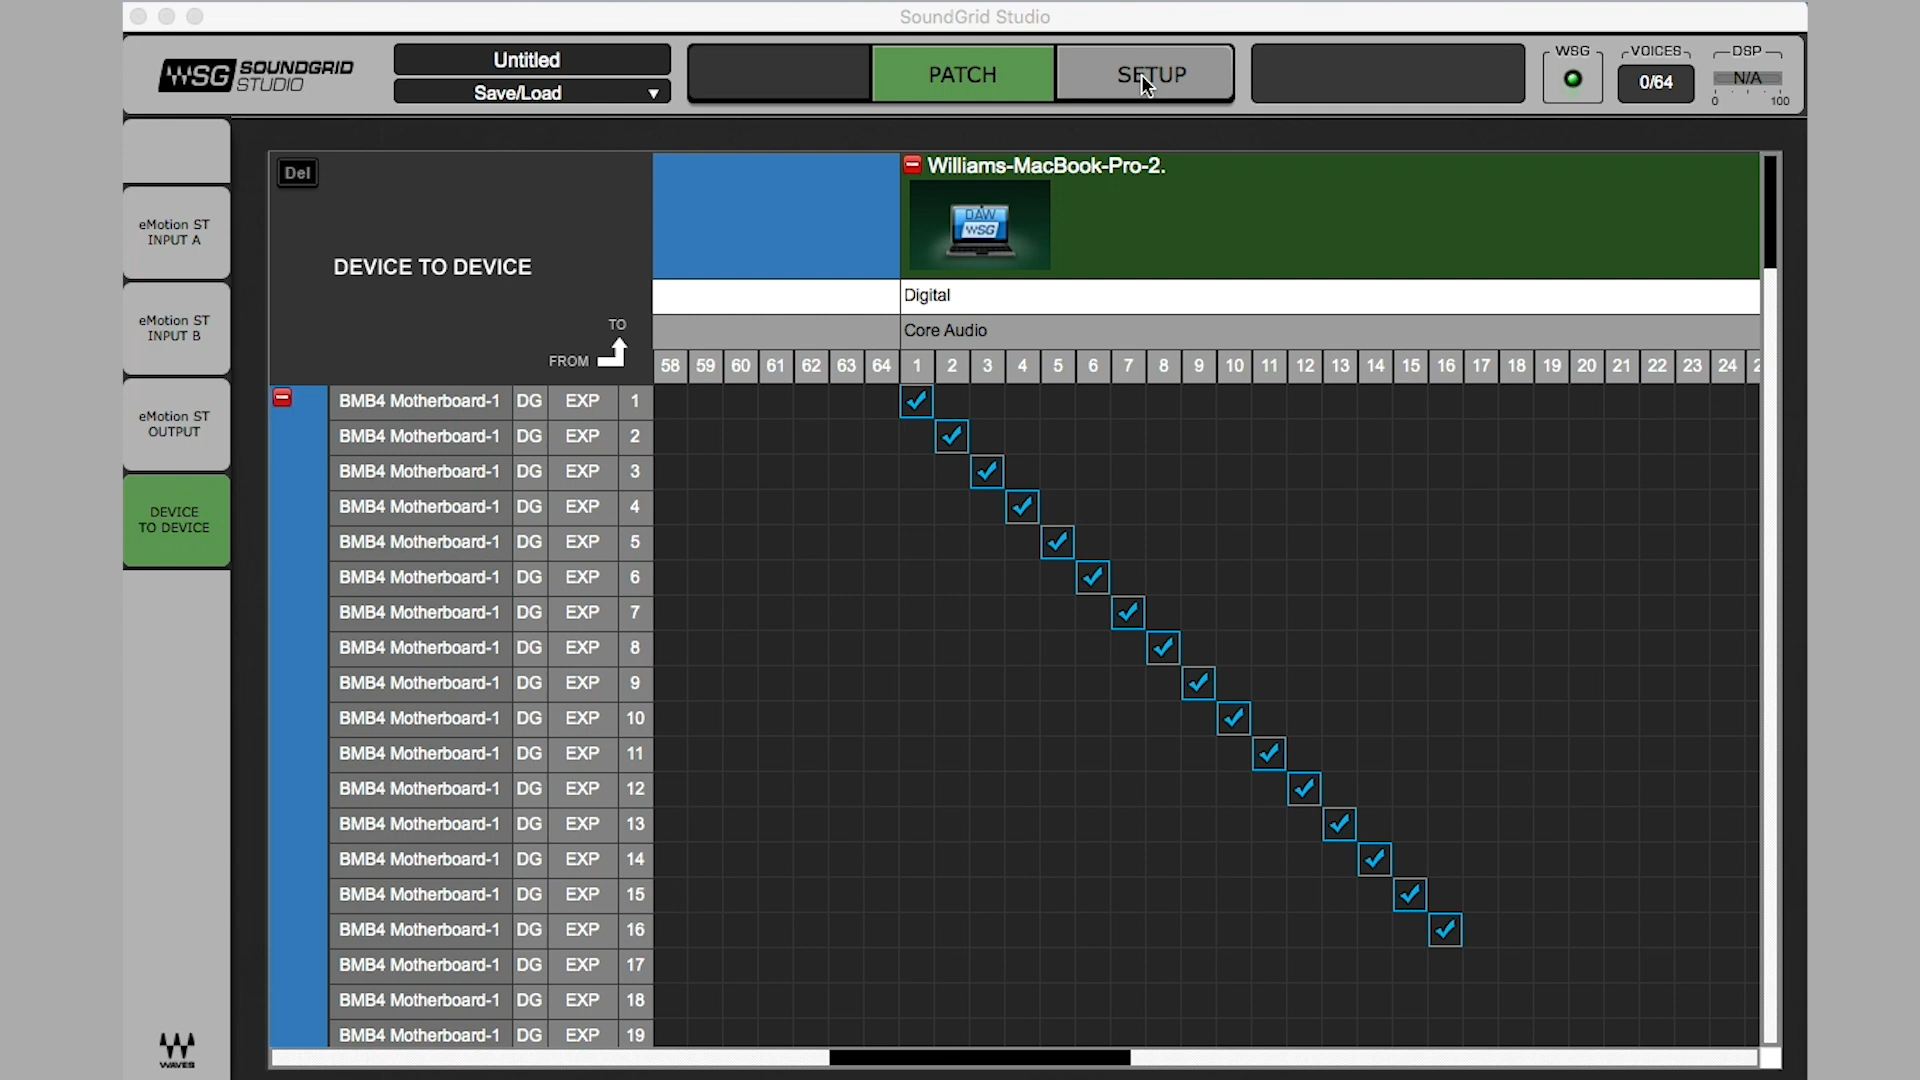 SoundGrid Studio
WSG SOUNDGRID STUDIO
Untitled
Save/Load
PATCH
SETUP
WSG
VOICES
0/64
DSP
N/A
0 100
eMotion ST
INPUT A
eMotion ST
INPUT B
eMotion ST
OUTPUT
DEVICE
TO DEVICE
WAVES
Del
DEVICE TO DEVICE
TO
FROM
Williams-MacBook-Pro-2.
DAW
WSG
Digital
Core Audio
58 59 60 61 62 63 64 1 2 3 4 5 6 7 8 9 10 11 12 13 14 15 16 17 18 19 20 21 22 23 24
BMB4 Motherboard-1 DG EXP 1
BMB4 Motherboard-1 DG EXP 2
BMB4 Motherboard-1 DG EXP 3
BMB4 Motherboard-1 DG EXP 4
BMB4 Motherboard-1 DG EXP 5
BMB4 Motherboard-1 DG EXP 6
BMB4 Motherboard-1 DG EXP 7
BMB4 Motherboard-1 DG EXP 8
BMB4 Motherboard-1 DG EXP 9
BMB4 Motherboard-1 DG EXP 10
BMB4 Motherboard-1 DG EXP 11
BMB4 Motherboard-1 DG EXP 12
BMB4 Motherboard-1 DG EXP 13
BMB4 Motherboard-1 DG EXP 14
BMB4 Motherboard-1 DG EXP 15
BMB4 Motherboard-1 DG EXP 16
BMB4 Motherboard-1 DG EXP 17
BMB4 Motherboard-1 DG EXP 18
BMB4 Motherboard-1 DG EXP 19